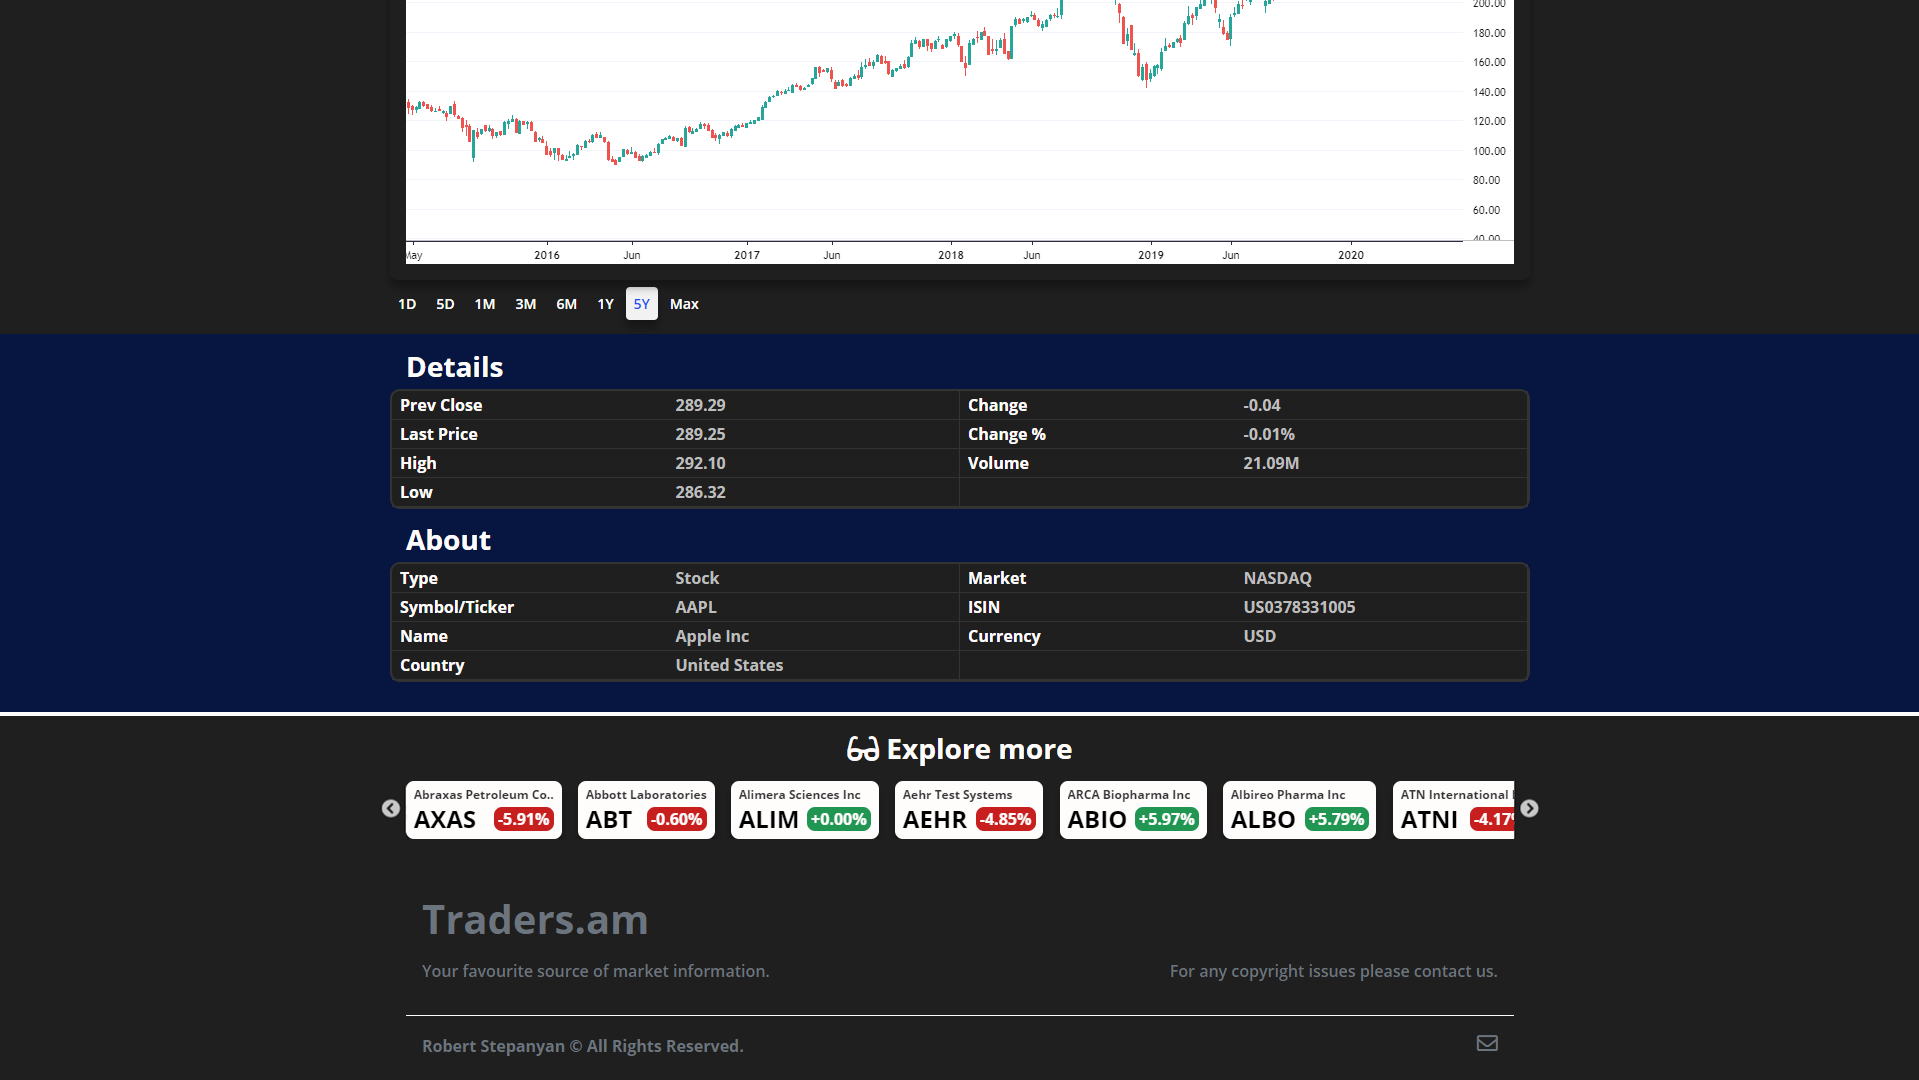 200.00
180.00
160.00
140.00
120.00
100.00
80.00
60.00
40.00
May 2016 Jun 2017 Jun 2018 Jun 2019 Jun 2020
1D 5D 1M 3M 6M 1Y 5Y Max
Details
Prev Close 289.29 Change -0.04
Last Price 289.25 Change % -0.01%
High 292.10 Volume 21.09M
Low 286.32
About
Type Stock Market NASDAQ
Symbol/Ticker AAPL ISIN US0378331005
Name Apple Inc Currency USD
Country United States
Explore more
Abraxas Petroleum Co.. Abbott Laboratories Alimera Sciences Inc Aehr Test Systems ARCA Biopharma Inc Albireo Pharma Inc ATN International
AXAS -5.91% ABT -0.60% ALIM +0.00% AEHR -4.85% ABIO +5.97% ALBO +5.79% ATNI -4.17
Traders.am
Your favourite source of market information. For any copyright issues please contact us.
Robert Stepanyan © All Rights Reserved.